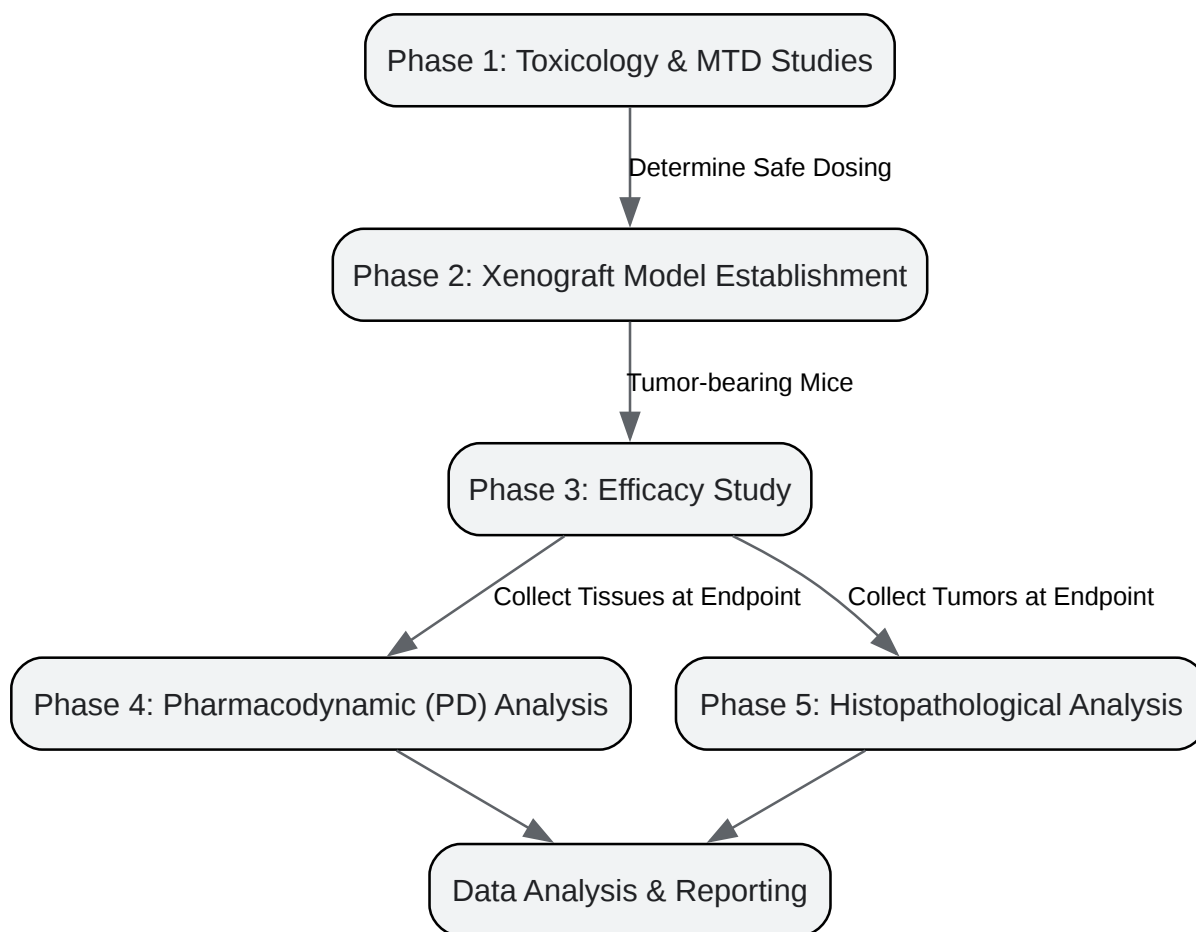 Phase 1: Toxicology & MTD Studies
Determine Safe Dosing
Phase 2: Xenograft Model Establishment
Tumor-bearing Mice
Phase 3: Efficacy Study
Collect Tissues at Endpoint
Collect Tumors at Endpoint
Phase 4: Pharmacodynamic (PD) Analysis
Phase 5: Histopathological Analysis
Data Analysis & Reporting